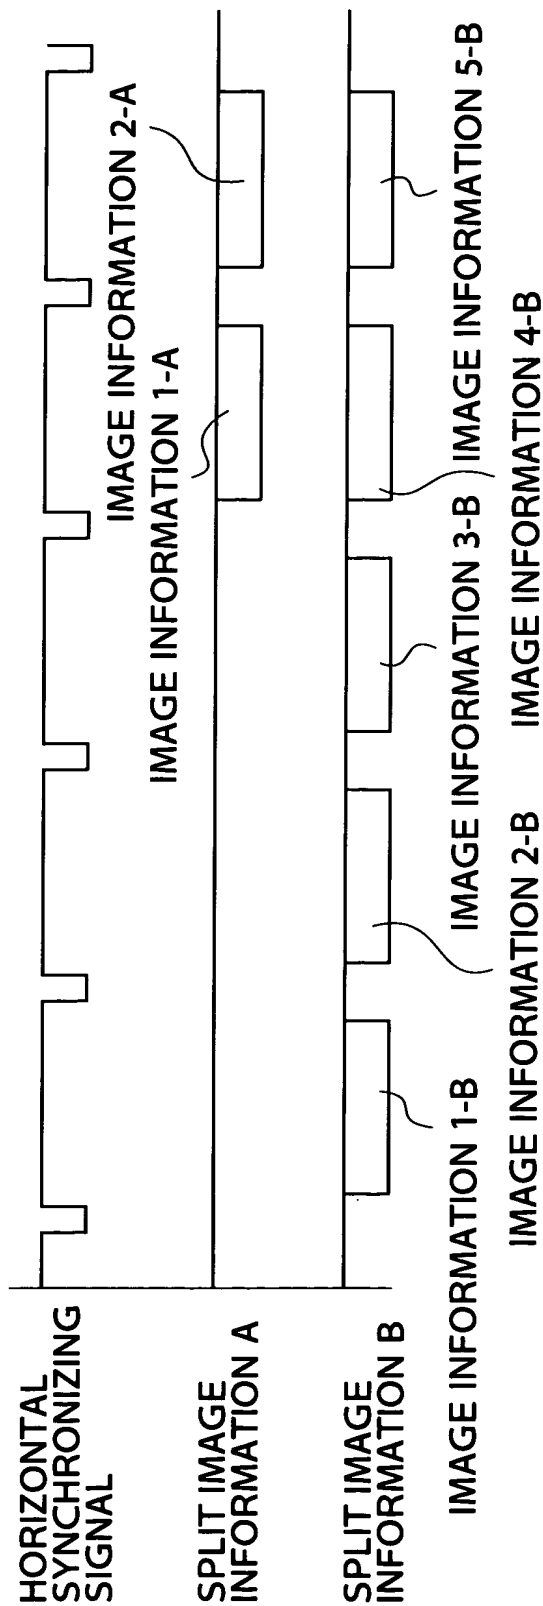 HORIZONTAL
SYNCHRONIZING
SIGNAL
IMAGE INFORMATION 2-A
IMAGE INFORMATION 1-A
SPLIT IMAGE
INFORMATION A
SPLIT IMAGE
INFORMATION B
IMAGE INFORMATION 1-B
IMAGE INFORMATION 3-B
IMAGE INFORMATION 5-B
IMAGE INFORMATION 2-B
IMAGE INFORMATION 4-B